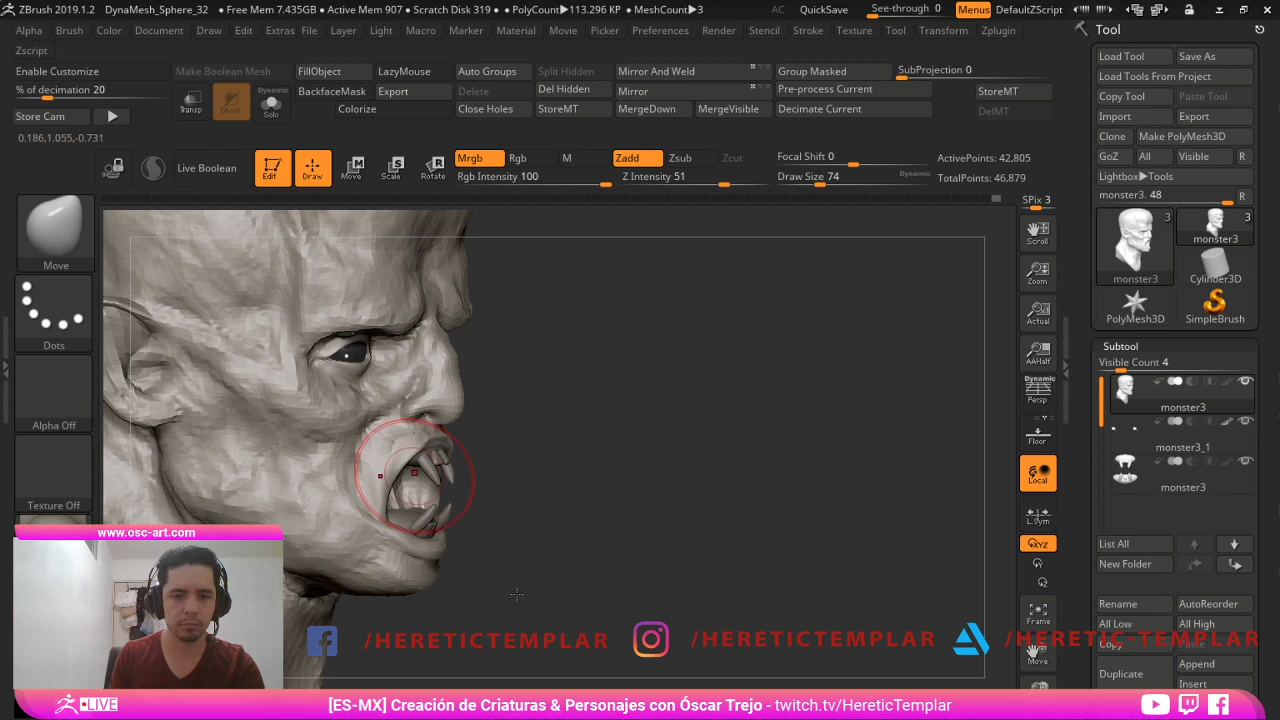 ZBrush 2019.1.2 DynaMesh_Sphere_32 • Free Mem 7.435GB • Active Mem 907 • Scratch Disk 319 • PolyCount▶113.296 KP • MeshCount▶3 AC QuickSave See-through 0 Menus DefaultZScript
Alpha Brush Color Document Draw Edit Extras File Layer Light Macro Marker Material Movie Picker Preferences Render Stencil Stroke Texture Tool Transform Zplugin
Zscript
Enable Customize Make Boolean Mesh FillObject LazyMouse Auto Groups Split Hidden Mirror And Weld Group Masked SubProjection 0
% of decimation 20 Transp Ghost Dynamic Solo BackfaceMask Export Delete Del Hidden Mirror Pre-process Current StoreMT
Store Cam Colorize Close Holes StoreMT MergeDown MergeVisible Decimate Current DelMT
0.186,1.055,-0.731
Live Boolean Edit Draw Move Scale Rotate Mrgb Rgb M Zadd Zsub Zcut Focal Shift 0 ActivePoints: 42,805
Rgb Intensity 100 Z Intensity 51 Draw Size 74 Dynamic TotalPoints: 46,879
Move
Dots
Alpha Off
Texture Off
SPix 3
Scroll
Zoom
Actual
AAHalf
Dynamic
Persp
Floor
Local
L.Sym
XYZ
Frame
Move
Tool
Load Tool Save As
Load Tools From Project
Copy Tool Paste Tool
Import Export
Clone Make PolyMesh3D
GoZ All Visible R
Lightbox▶Tools
monster3. 48 R
3 3
monster3
monster3 Cylinder3D
PolyMesh3D SimpleBrush
Subtool
Visible Count 4
monster3
monster3_1
monster3
List All
New Folder
Rename AutoReorder
All Low All High
Copy Paste
Duplicate Append
Insert
www.osc-art.com
/HERETICTEMPLAR /HERETICTEMPLAR /HERETIC_TEMPLAR
LIVE [ES-MX] Creación de Criaturas & Personajes con Óscar Trejo - twitch.tv/HereticTemplar